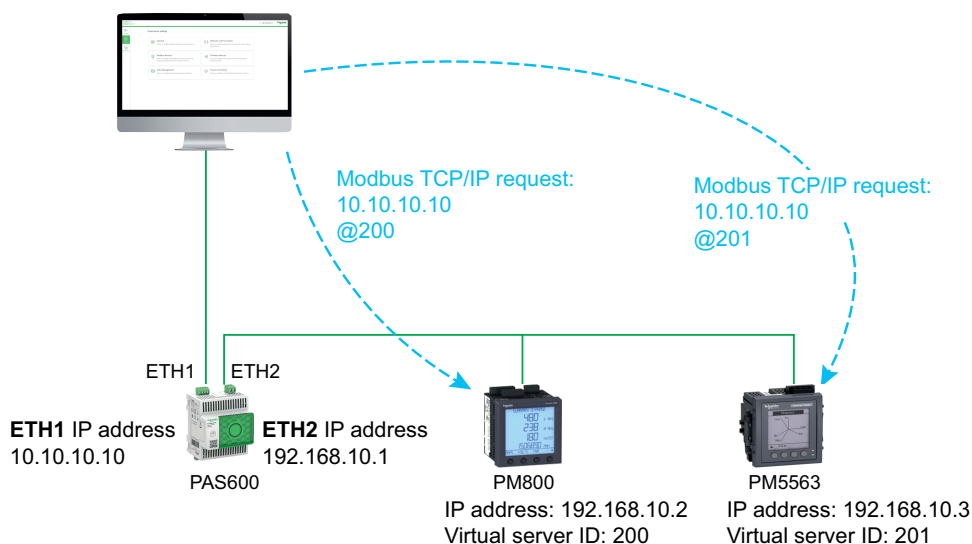 Modbus TCP/IP request:
10.10.10.10
@200
Modbus TCP/IP request:
10.10.10.10
@201
ETH1
ETH2
ETH1 IP address
10.10.10.10
ETH2 IP address
192.168.10.1
PAS600
480
238
180
PM800
IP address: 192.168.10.2
Virtual server ID: 200
PM5563
IP address: 192.168.10.3
Virtual server ID: 201